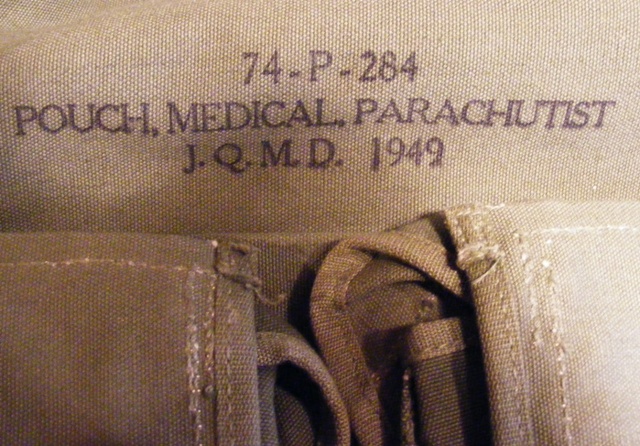 74-P-284
POUCH, MEDICAL, PARACHUTIST
J.Q.M.D. 1949